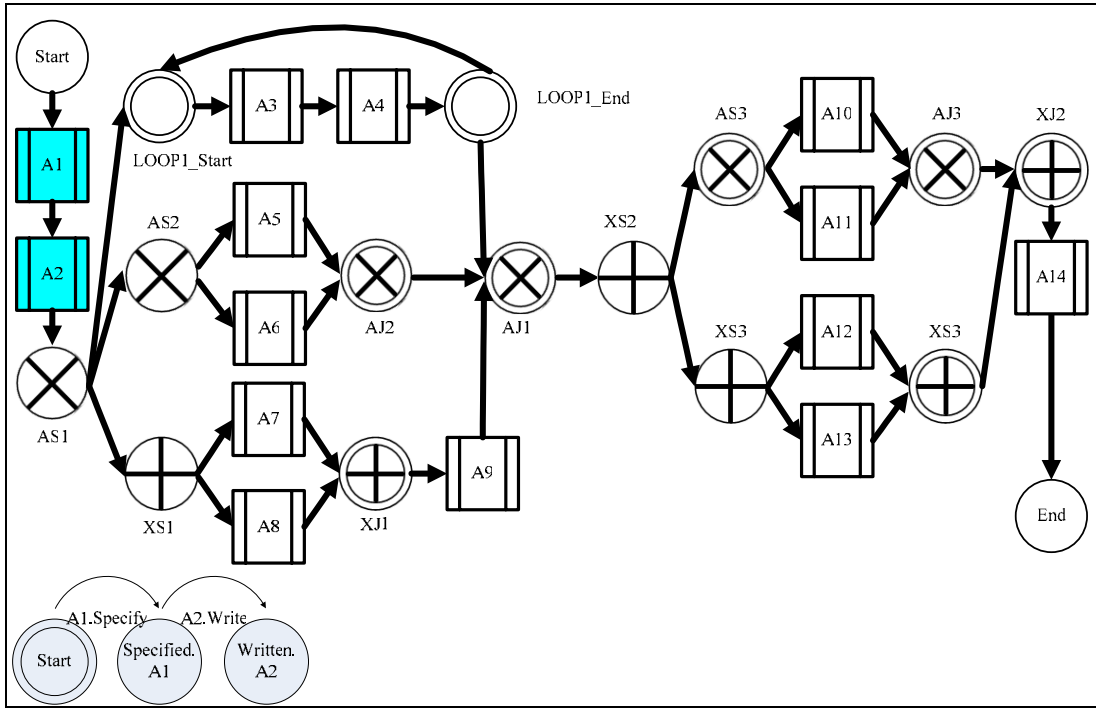 Start
A1
A2
AS1
LOOP1_Start
A3
A4
LOOP1_End
AS2
A5
A6
AJ2
AJ1
XS1
A7
A8
XJ1
A9
XS2
AS3
A10
A11
AJ3
XJ2
XS3
A12
A13
XS3
A14
End
A1.Specify
A2.Write
Start
Specified.
A1
Written.
A2